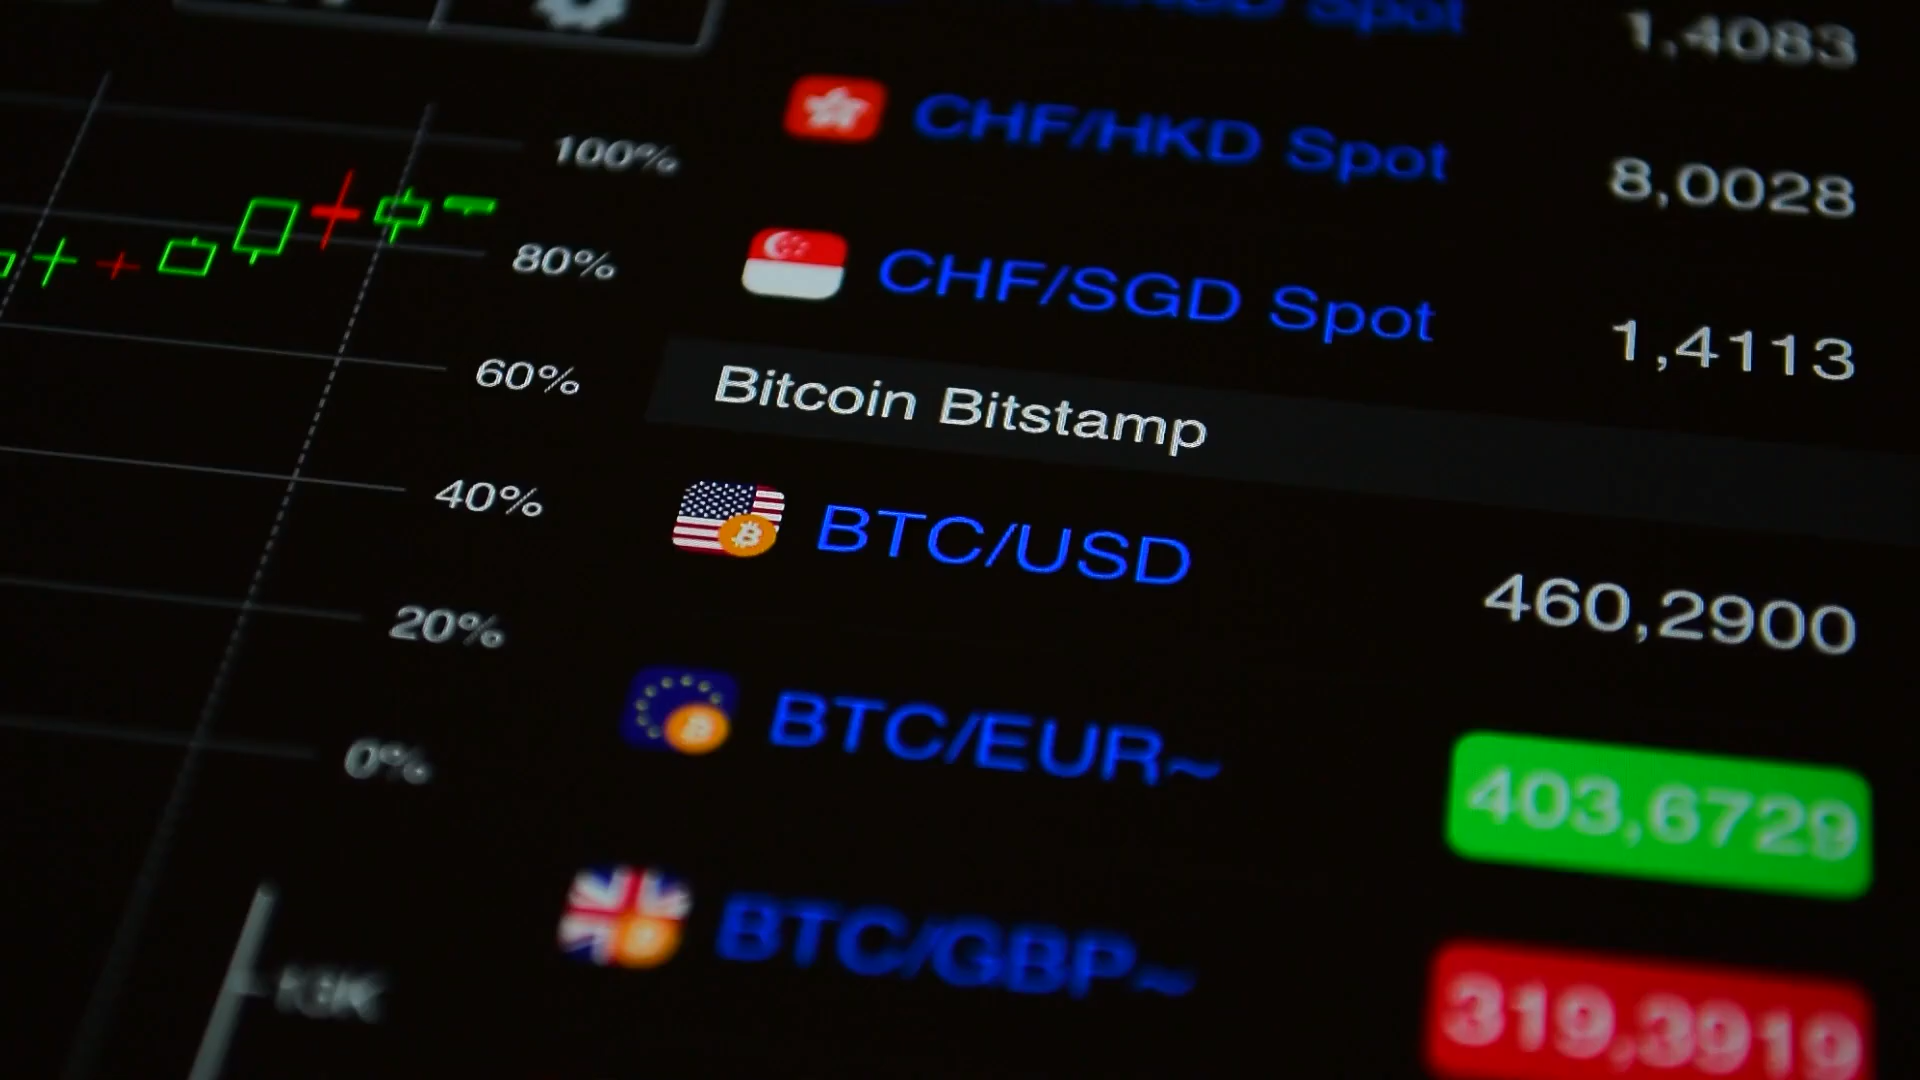 Spot 1,4083
CHF/HKD Spot 8,0028
CHF/SGD Spot 1,4113
Bitcoin Bitstamp
BTC/USD 460,2900
BTC/EUR~ 403,6729
BTC/GBP~ 319,3919
100%
80%
60%
40%
20%
0%